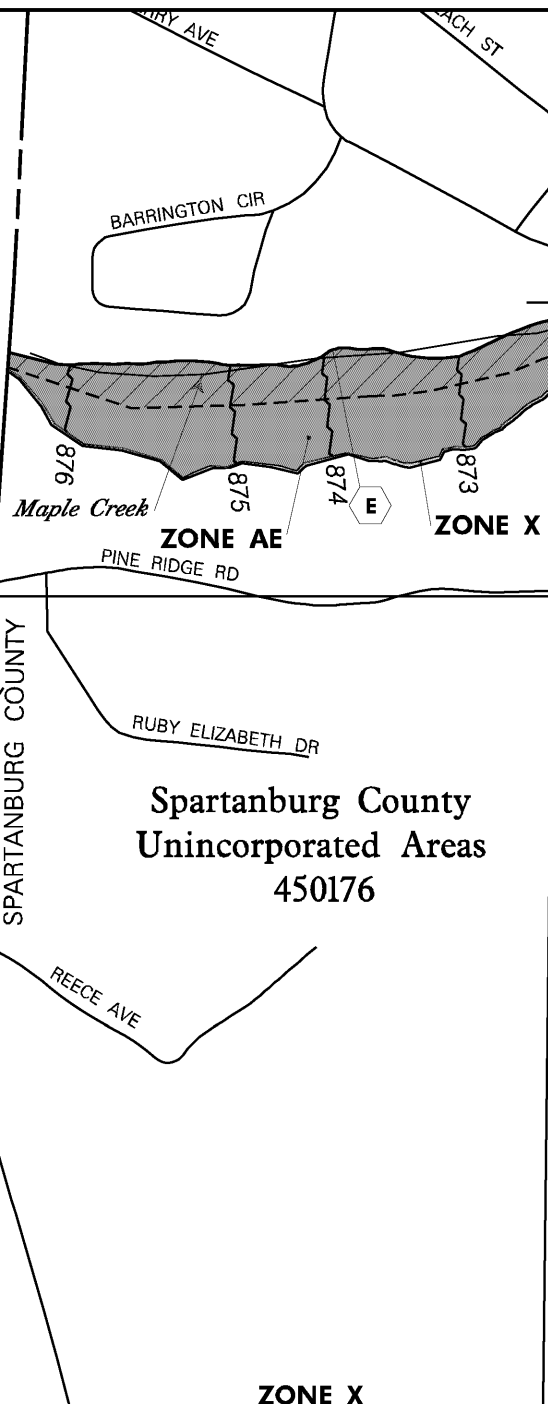 AVE
ST
BARRINGTON CIR
876
875
874
873
Maple Creek
E
ZONE AE
ZONE X
PINE RIDGE RD
SPARTANBURG COUNTY
RUBY ELIZABETH DR
Spartanburg County
Unincorporated Areas
450176
REECE AVE
ZONE X